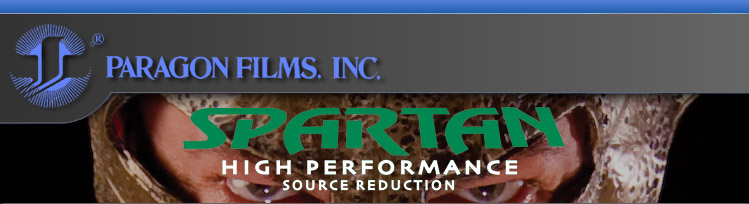 ® PARAGON FILMS, INC.
SPARTAN
HIGH PERFORMANCE
SOURCE REDUCTION